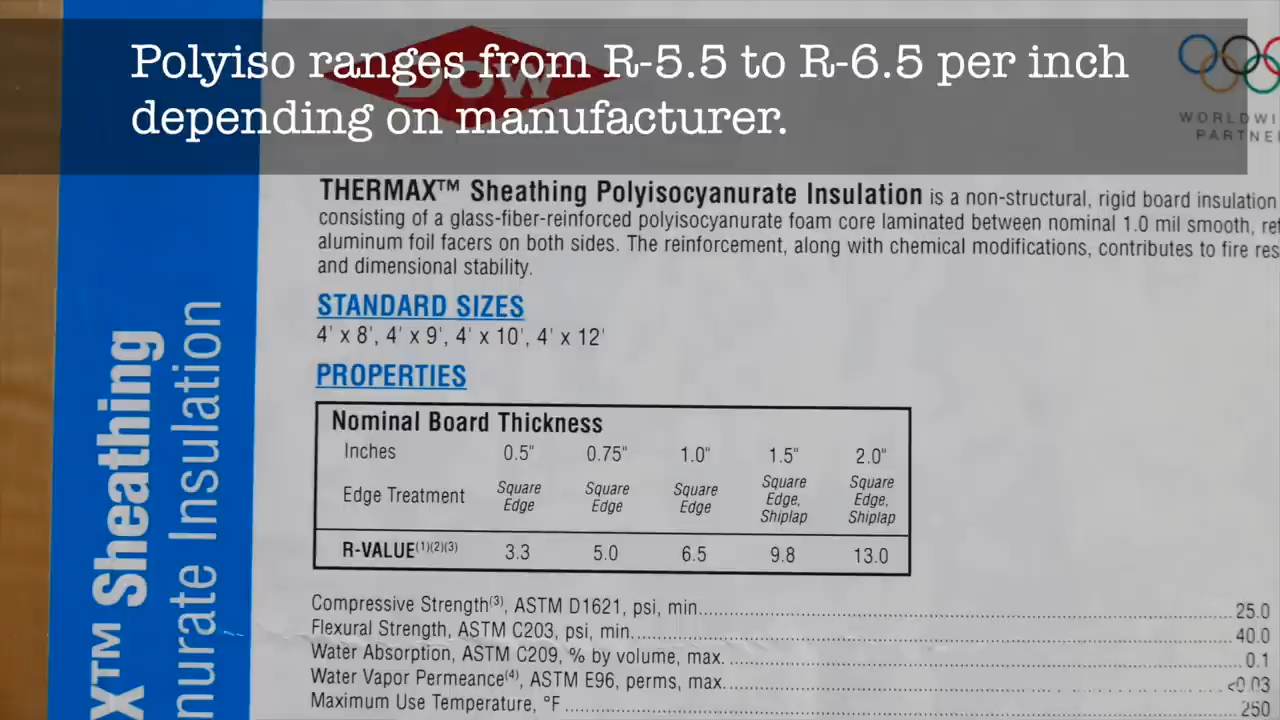 Polyiso ranges from R-5.5 to R-6.5 per inch
depending on manufacturer.
DOW
WORLDWI
PARTNE
THERMAX™ Sheathing Polyisocyanurate Insulation is a non-structural, rigid board insulation
consisting of a glass-fiber-reinforced polyisocyanurate foam core laminated between nominal 1.0 mil smooth, re
aluminum foil facers on both sides. The reinforcement, along with chemical modifications, contributes to fire res
and dimensional stability.
STANDARD SIZES
4' x 8', 4' x 9', 4' x 10', 4' x 12'
PROPERTIES
Nominal Board Thickness
Inches 0.5" 0.75" 1.0" 1.5" 2.0"
Edge Treatment Square Edge Square Edge Square Edge Square Edge, Shiplap Square Edge, Shiplap
R-VALUE(1)(2)(3) 3.3 5.0 6.5 9.8 13.0
Compressive Strength(3), ASTM D1621, psi, min. 25.0
Flexural Strength, ASTM C203, psi, min. 40.0
Water Absorption, ASTM C209, % by volume, max. 0.1
Water Vapor Permeance(4), ASTM E96, perms, max. <0.03
Maximum Use Temperature, °F 250
X™ Sheathing
nurate Insulation